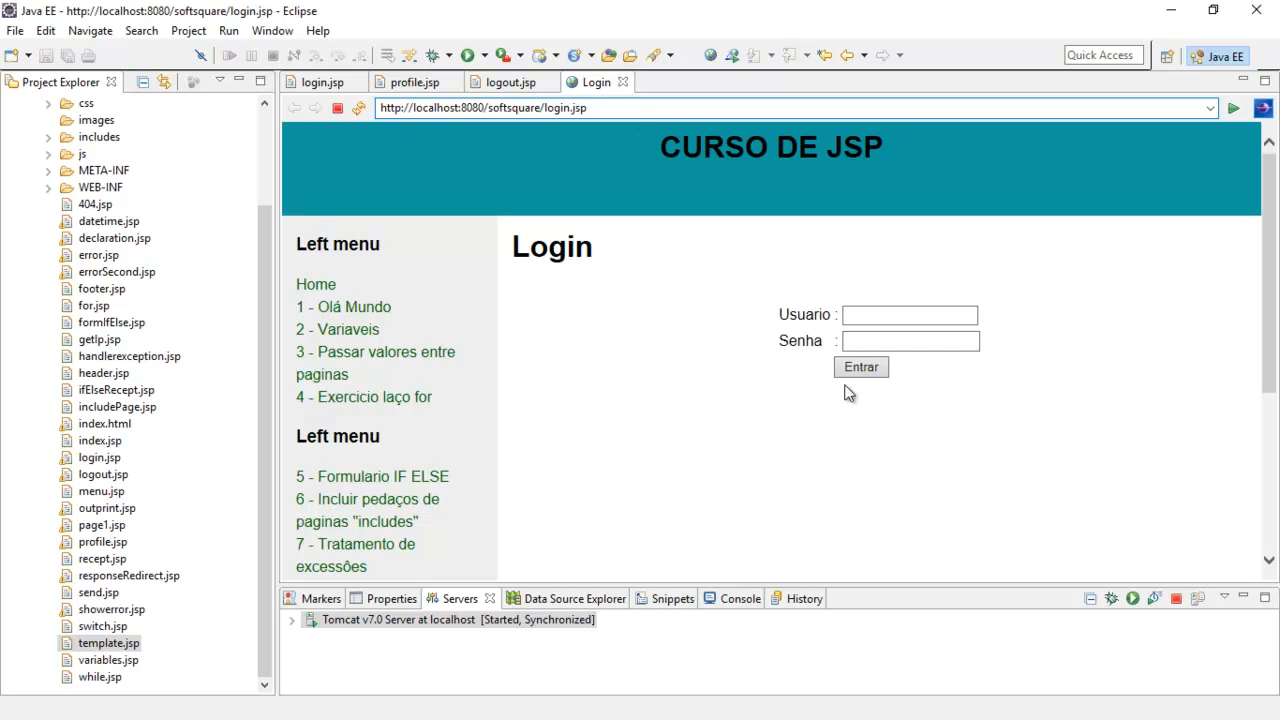 Java EE - http://localhost:8080/softsquare/login.jsp - Eclipse
File Edit Navigate Search Project Run Window Help
Quick Access
Java EE
Project Explorer
login.jsp
profile.jsp
logout.jsp
Login
http://localhost:8080/softsquare/login.jsp
css
images
includes
js
META-INF
WEB-INF
404.jsp
datetime.jsp
declaration.jsp
error.jsp
errorSecond.jsp
footer.jsp
for.jsp
formIfElse.jsp
getIp.jsp
handlerexception.jsp
header.jsp
ifElseRecept.jsp
includePage.jsp
index.html
index.jsp
login.jsp
logout.jsp
menu.jsp
outprint.jsp
page1.jsp
profile.jsp
recept.jsp
responseRedirect.jsp
send.jsp
showerror.jsp
switch.jsp
template.jsp
variables.jsp
while.jsp
CURSO DE JSP
Left menu
Home
1 - Olá Mundo
2 - Variaveis
3 - Passar valores entre
paginas
4 - Exercicio laço for
Left menu
5 - Formulario IF ELSE
6 - Incluir pedaços de
paginas "includes"
7 - Tratamento de
excessões
Login
Usuario :
Senha :
Entrar
Markers
Properties
Servers
Data Source Explorer
Snippets
Console
History
Tomcat v7.0 Server at localhost [Started, Synchronized]